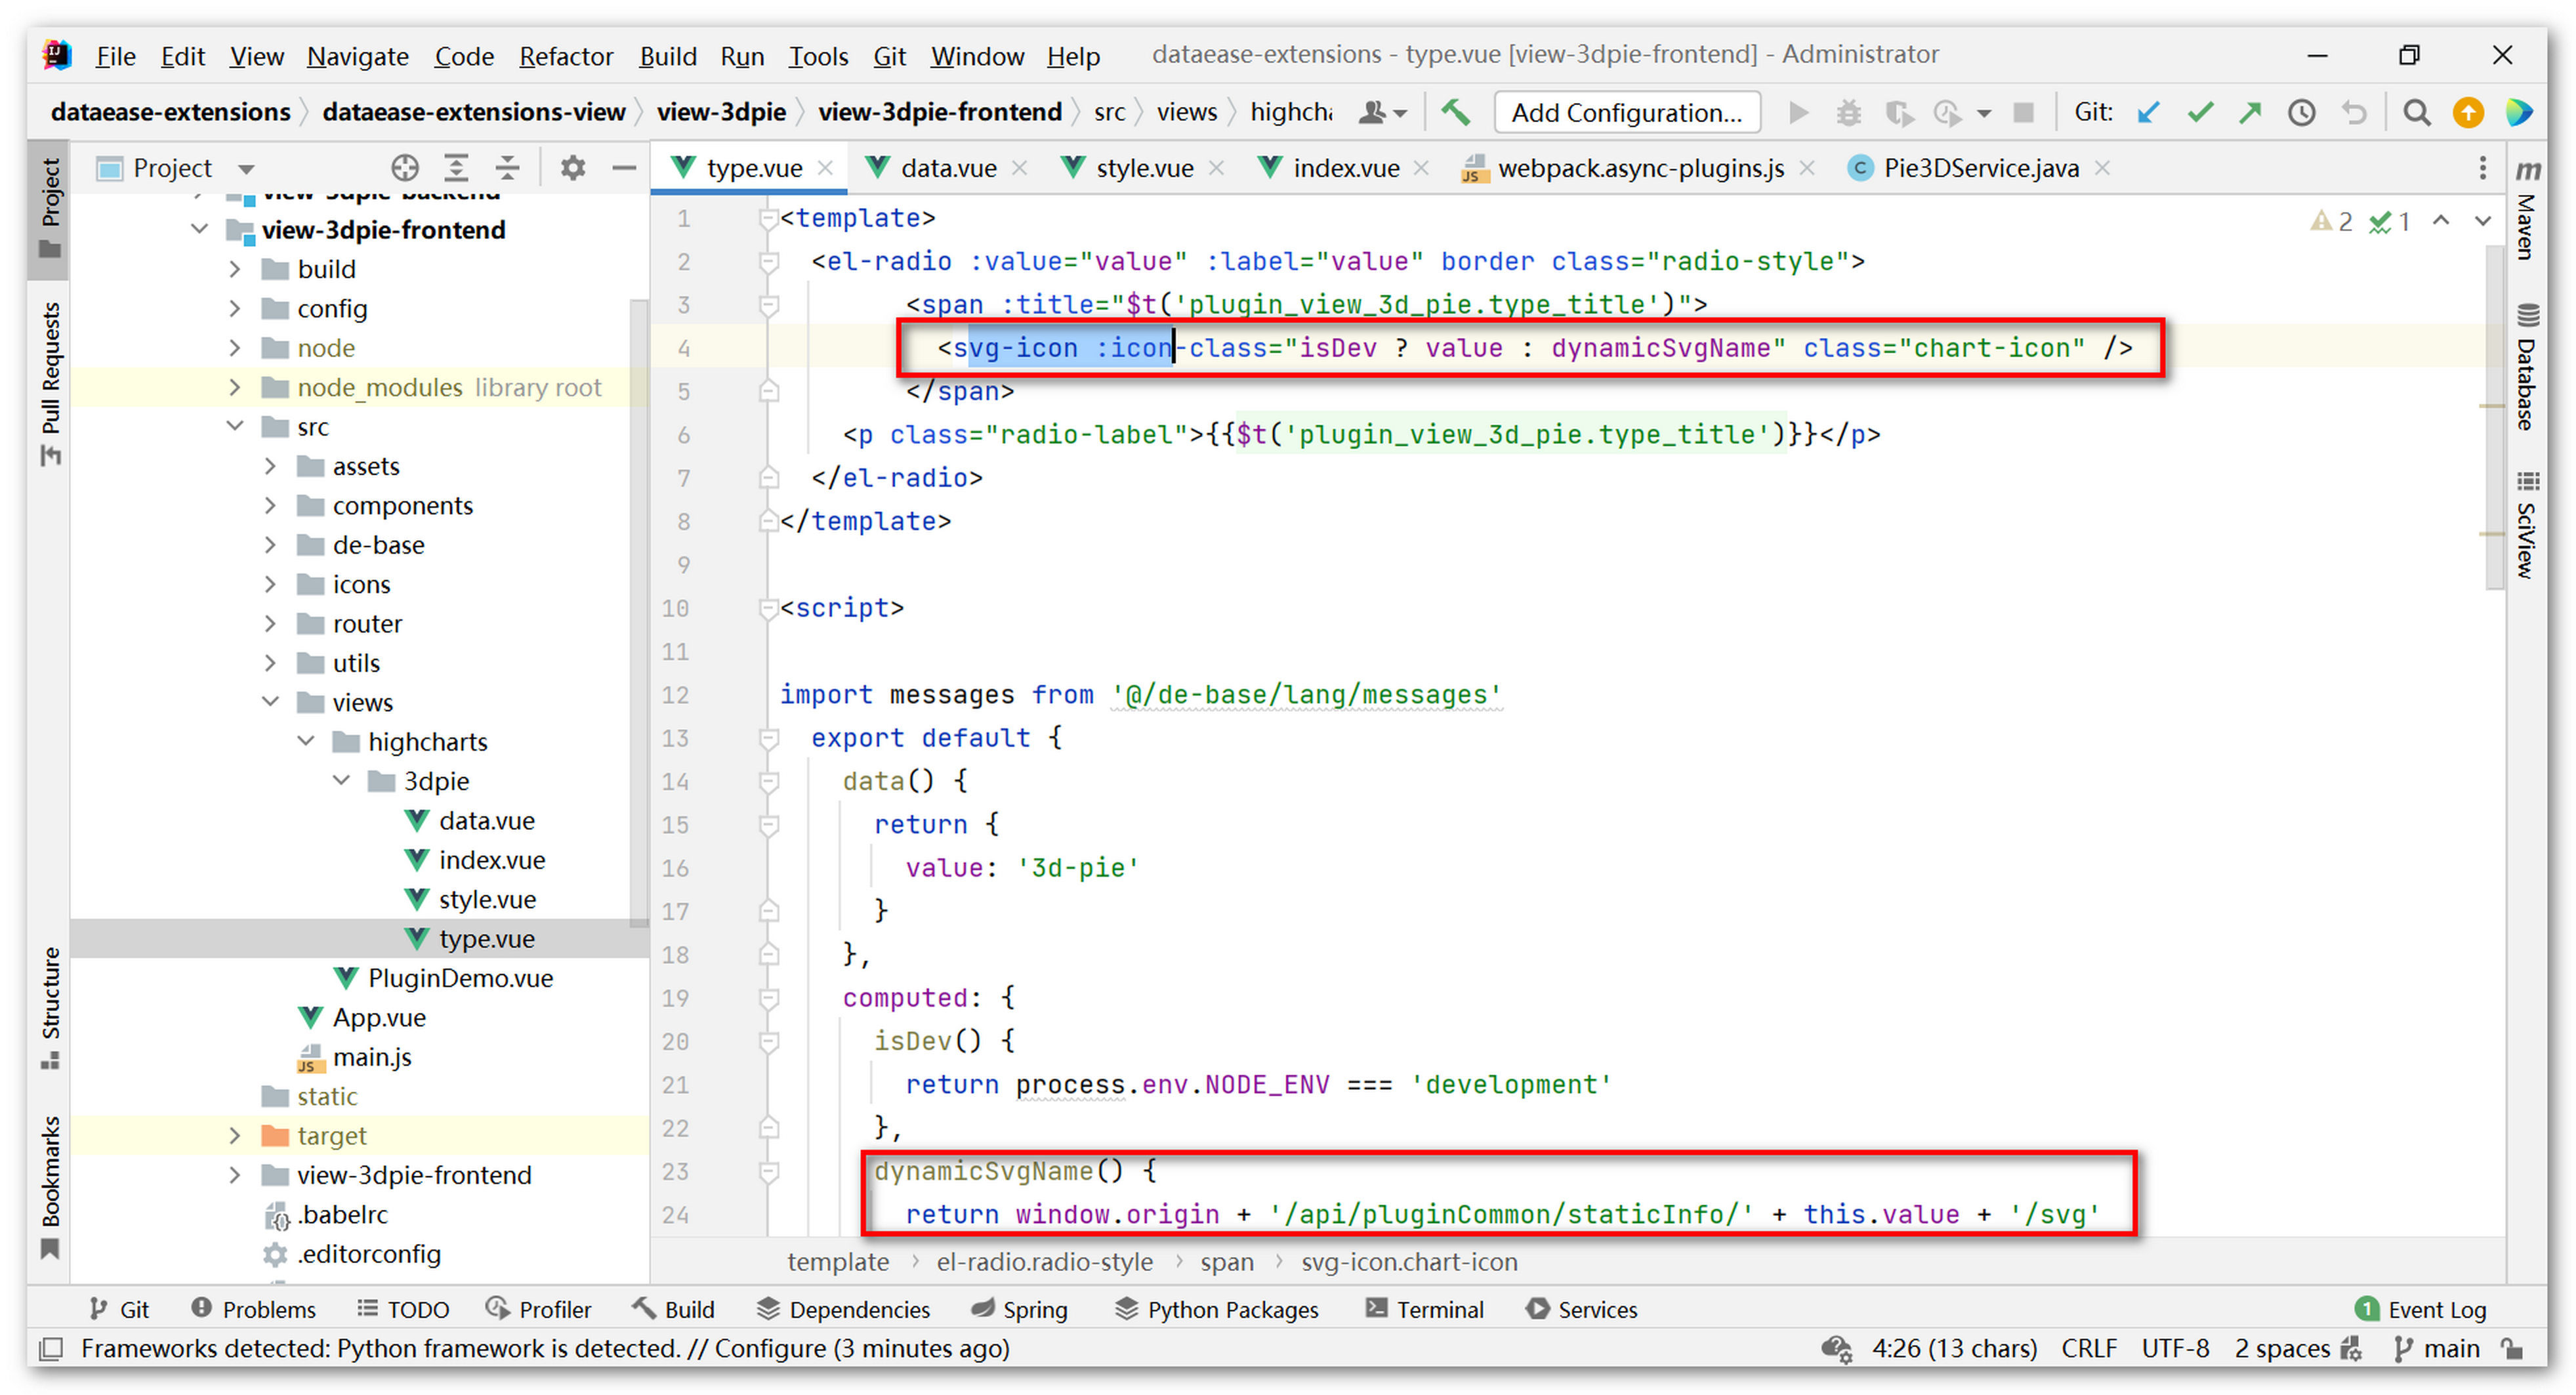 File Edit View Navigate Code Refactor Build Run Tools Git Window Help dataease-extensions - type.vue [view-3dpie-frontend] - Administrator
dataease-extensions dataease-extensions-view view-3dpie view-3dpie-frontend src views highcha Add Configuration... Git:
Project
type.vue data.vue style.vue index.vue webpack.async-plugins.js Pie3DService.java
view-3dpie-backend
view-3dpie-frontend
build
config
node
node_modules library root
src
assets
components
de-base
icons
router
utils
views
highcharts
3dpie
data.vue
index.vue
style.vue
type.vue
PluginDemo.vue
App.vue
main.js
static
target
view-3dpie-frontend
.babelrc
.editorconfig
Project
Pull Requests
Structure
Bookmarks
2 1
1 <template>
2 <el-radio :value="value" :label="value" border class="radio-style">
3 <span :title="$t('plugin_view_3d_pie.type_title')">
4 <svg-icon :icon-class="isDev ? value : dynamicSvgName" class="chart-icon" />
5 </span>
6 <p class="radio-label">{{$t('plugin_view_3d_pie.type_title')}}</p>
7 </el-radio>
8 </template>
9
10 <script>
11
12 import messages from '@/de-base/lang/messages'
13 export default {
14 data() {
15 return {
16 value: '3d-pie'
17 }
18 },
19 computed: {
20 isDev() {
21 return process.env.NODE_ENV === 'development'
22 },
23 dynamicSvgName() {
24 return window.origin + '/api/pluginCommon/staticInfo/' + this.value + '/svg'
template el-radio.radio-style span svg-icon.chart-icon
Maven
Database
SciView
Git Problems TODO Profiler Build Dependencies Spring Python Packages Terminal Services 1 Event Log
Frameworks detected: Python framework is detected. // Configure (3 minutes ago) 4:26 (13 chars) CRLF UTF-8 2 spaces main